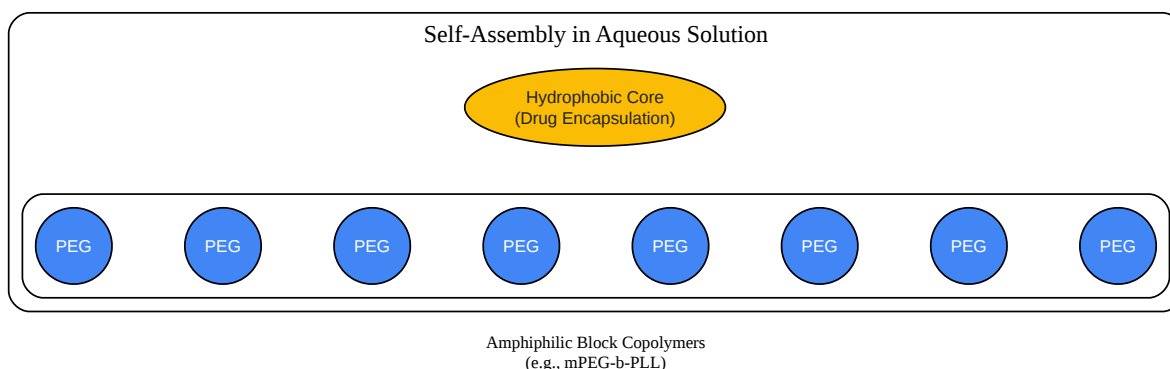 Self-Assembly in Aqueous Solution
Hydrophobic Core
(Drug Encapsulation)
PEG PEG PEG PEG PEG PEG PEG PEG
Amphiphilic Block Copolymers
(e.g., mPEG-b-PLL)